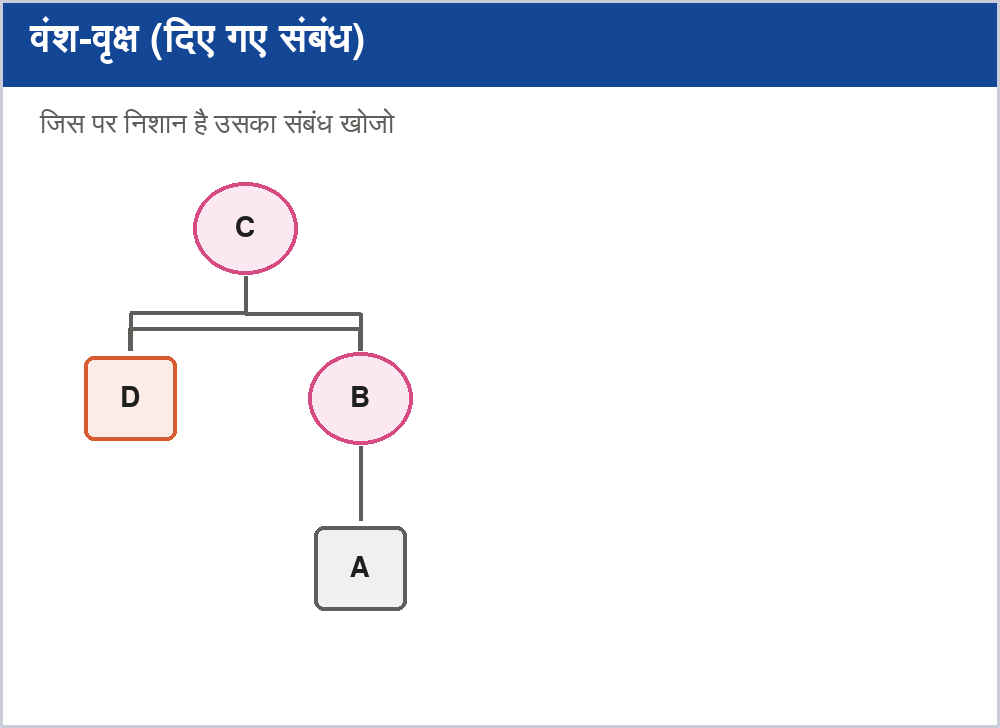 वंश-वृक्ष (दिए गए संबंध)
जिस पर निशान है उसका संबंध खोजो
C
D
B
A